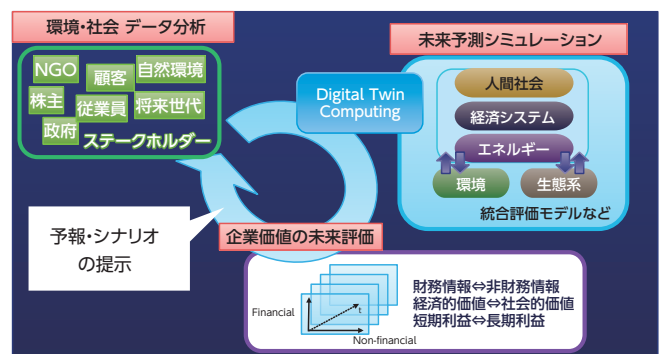 環境・社会 データ分析
NGO
顧客
自然環境
株主
従業員
将来世代
政府
ステークホルダー
Digital Twin
Computing
未来予測シミュレーション
人間社会
経済システム
エネルギー
環境
生態系
統合評価モデルなど
予報・シナリオ
の提示
企業価値の未来評価
Financial
t
Non-financial
財務情報⇔非財務情報
経済的価値⇔社会的価値
短期利益⇔長期利益